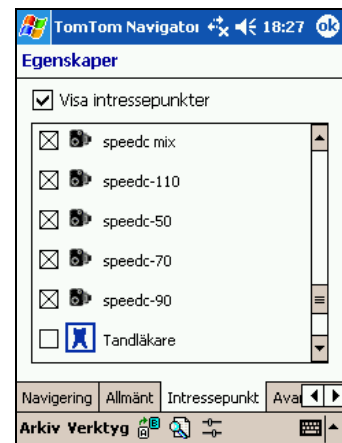 TomTom Navigator 18:27 ok
Egenskaper
Visa intressepunkter
speedc mix
speedc-110
speedc-50
speedc-70
speedc-90
Tandläkare
Navigering Allmänt Intressepunkt Ava
Arkiv Verktyg